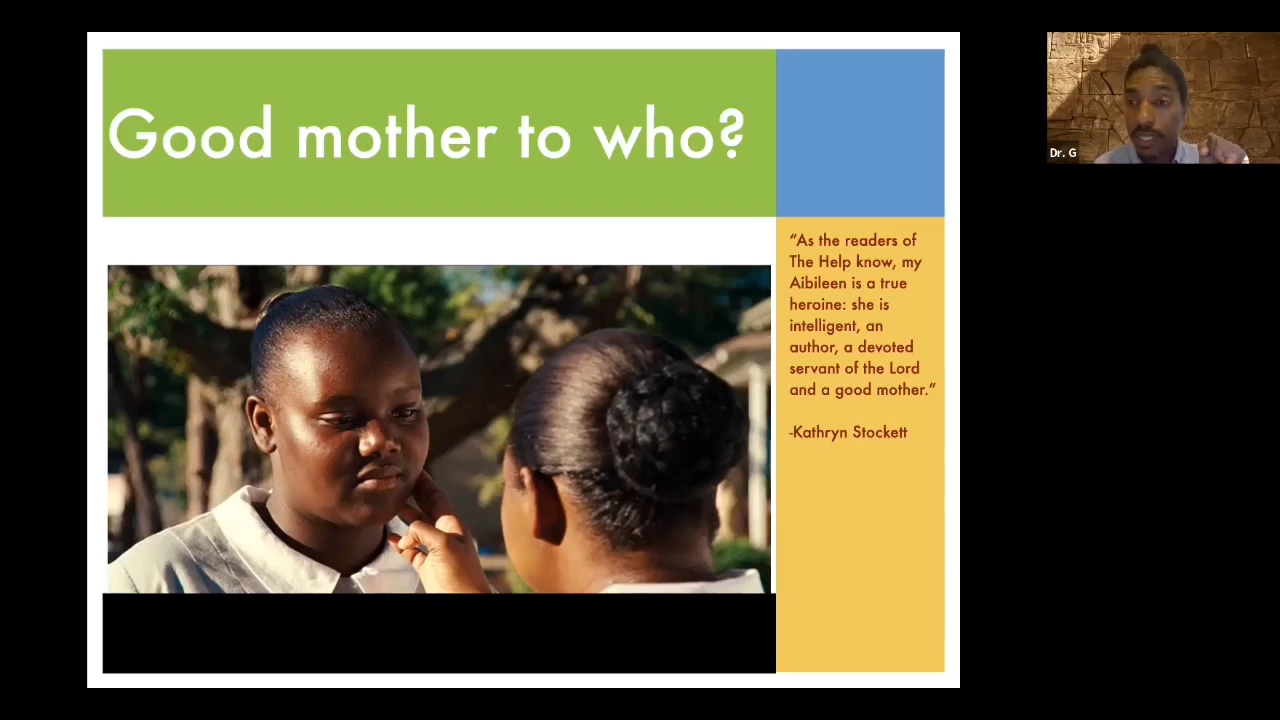 Good mother to who?
“As the readers of
The Help know, my
Aibileen is a true
heroine: she is
intelligent, an
author, a devoted
servant of the Lord
and a good mother.”
-Kathryn Stockett
Dr. G